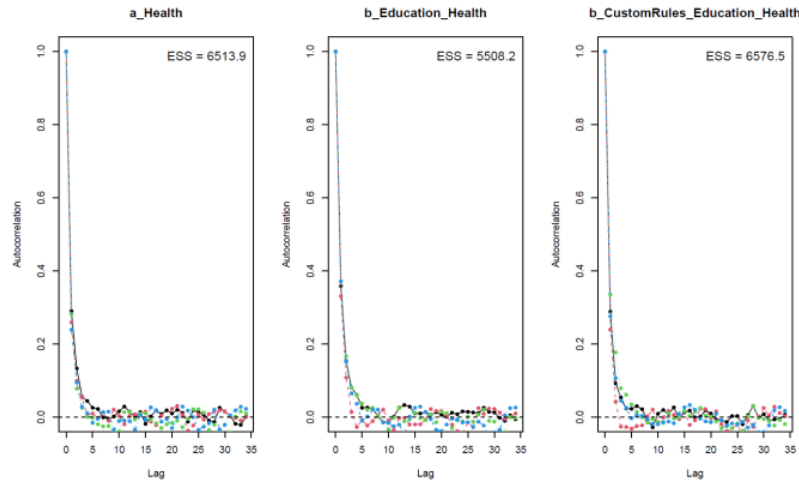 a_Health
ESS = 6513.9
Autocorrelation
1.0
0.8
0.6
0.4
0.2
0.0
0 5 10 15 20 25 30 35
Lag
b_Education_Health
ESS = 5508.2
Autocorrelation
1.0
0.8
0.6
0.4
0.2
0.0
0 5 10 15 20 25 30 35
Lag
b_CustomRules_Education_Health
ESS = 6576.5
Autocorrelation
1.0
0.8
0.6
0.4
0.2
0.0
0 5 10 15 20 25 30 35
Lag